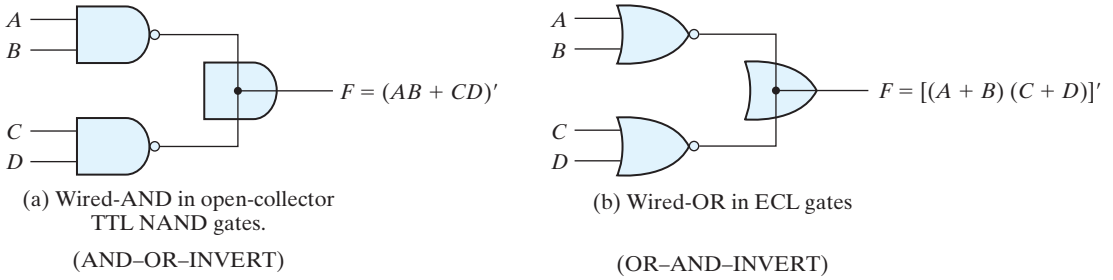 A
B
C
D
F = (AB + CD)′
(a) Wired-AND in open-collector
TTL NAND gates.
(AND–OR–INVERT)
A
B
C
D
F = [(A + B) (C + D)]′
(b) Wired-OR in ECL gates
(OR–AND–INVERT)